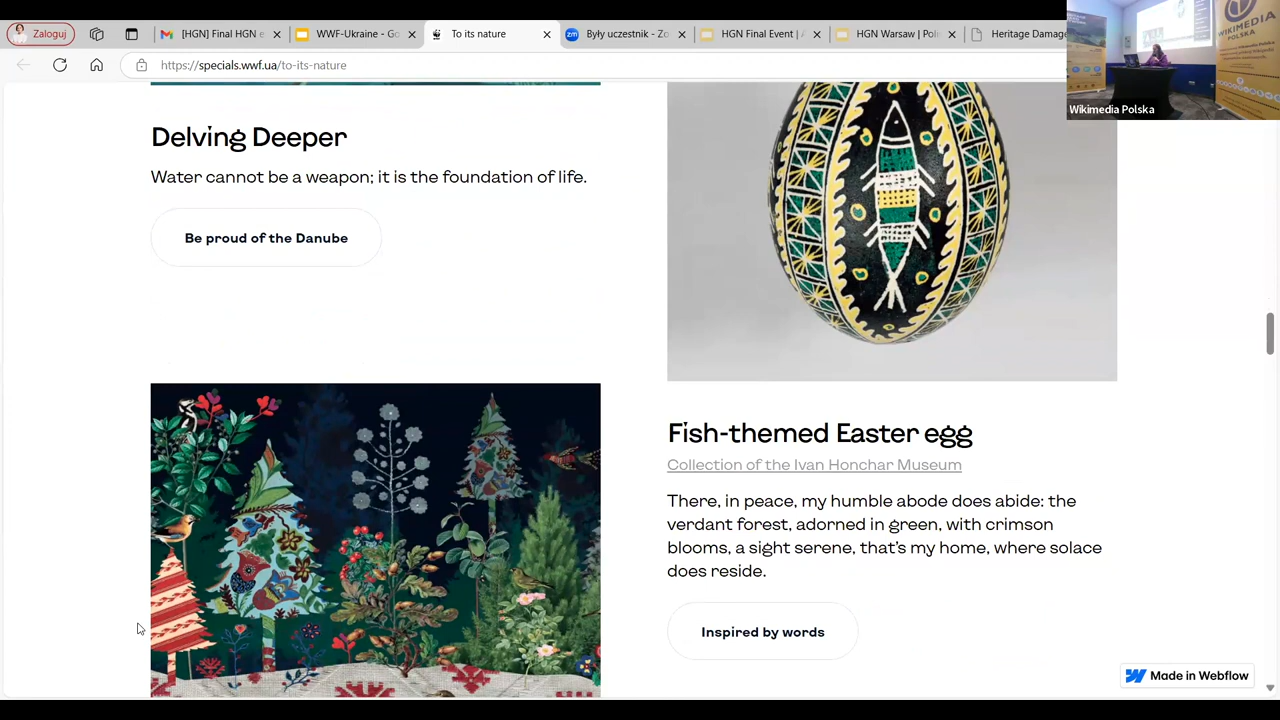 Zaloguj
[HGN] Final HGN e
WWF-Ukraine - Go
To its nature
zm
Były uczestnik - Zo
HGN Final Event | A
HGN Warsaw | Pol
Heritage Damage
https://specials.wwf.ua/to-its-nature
WIKIMEDIA
POLSKA
Wikimedia Polska
Delving Deeper
Water cannot be a weapon; it is the foundation of life.
Be proud of the Danube
Fish-themed Easter egg
Collection of the Ivan Honchar Museum
There, in peace, my humble abode does abide: the
verdant forest, adorned in green, with crimson
blooms, a sight serene, that's my home, where solace
does reside.
Inspired by words
Made in Webflow